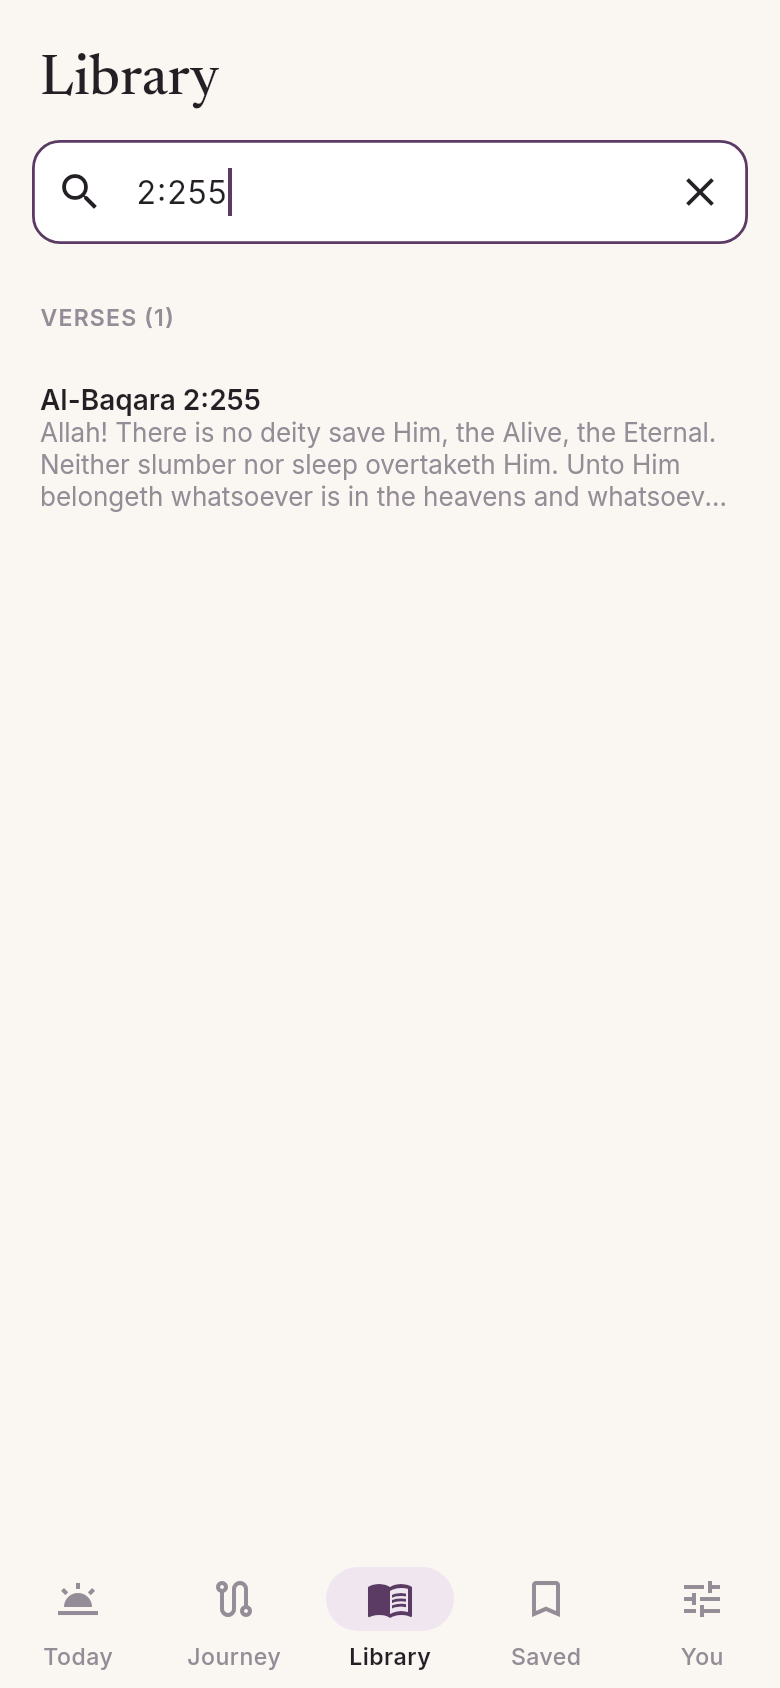 Library
2:255
VERSES (1)
Al-Baqara 2:255
Allah! There is no deity save Him, the Alive, the Eternal.
Neither slumber nor sleep overtaketh Him. Unto Him
belongeth whatsoever is in the heavens and whatsoev...
Today
Journey
Library
Saved
You